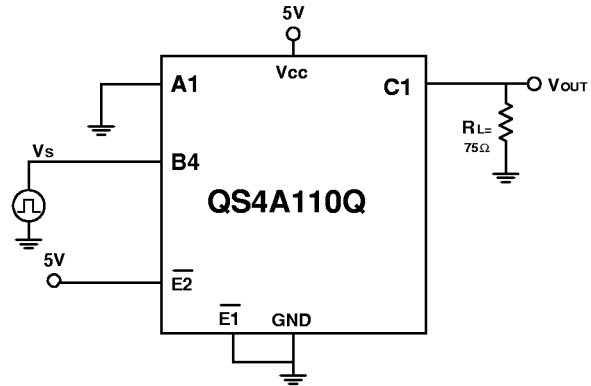 5V
VCC
A1
C1
VOUT
RL=
75Ω
VS
B4
QS4A110Q
5V
E2
E1
GND